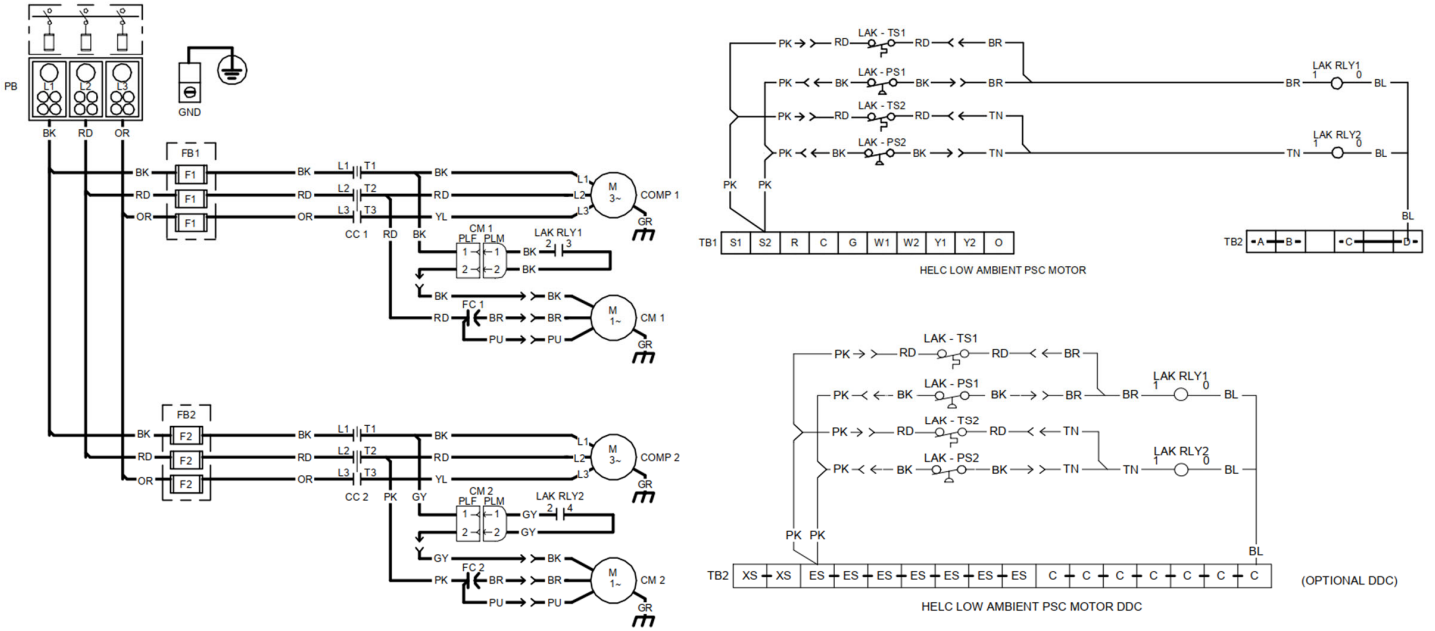 PB
L1 L2 L3
GND
BK RD OR
FB1
BK F1 BK L1 T1 BK L1
RD F1 RD L2 T2 RD L2
OR F1 OR L3 T3 YL L3
M
3~
COMP 1
GR
CC 1
RD BK
CM 1
PLF PLM
LAK RLY1
2 3
1 1 BK
2 2 BK
BK BK
FC 1
RD BR BR
PU PU
M
1~
CM 1
GR
FB2
BK F2 BK L1 T1 BK L1
RD F2 RD L2 T2 RD L2
OR F2 OR L3 T3 YL L3
M
3~
COMP 2
GR
CC 2
PK GY
CM 2
PLF PLM
LAK RLY2
2 4
1 1 GY
2 2 GY
GY BK
FC 2
PK BR BR
PU PU
M
1~
CM 2
GR
LAK - TS1
PK RD RD BR
LAK - PS1
PK BK BK BR BR
LAK RLY1
1 0
BL
LAK - TS2
PK RD RD TN
LAK - PS2
PK BK BK TN TN
LAK RLY2
1 0
BL
PK PK
BL
TB1 S1 S2 R C G W1 W2 Y1 Y2 O
TB2 A B C D
HELC LOW AMBIENT PSC MOTOR
LAK - TS1
PK RD RD BR
LAK - PS1
PK BK BK BR BR
LAK RLY1
1 0
BL
LAK - TS2
PK RD RD TN
LAK - PS2
PK BK BK TN TN
LAK RLY2
1 0
BL
PK PK
BL
TB2 XS XS ES ES ES ES ES ES ES C C C C C C C
(OPTIONAL DDC)
HELC LOW AMBIENT PSC MOTOR DDC